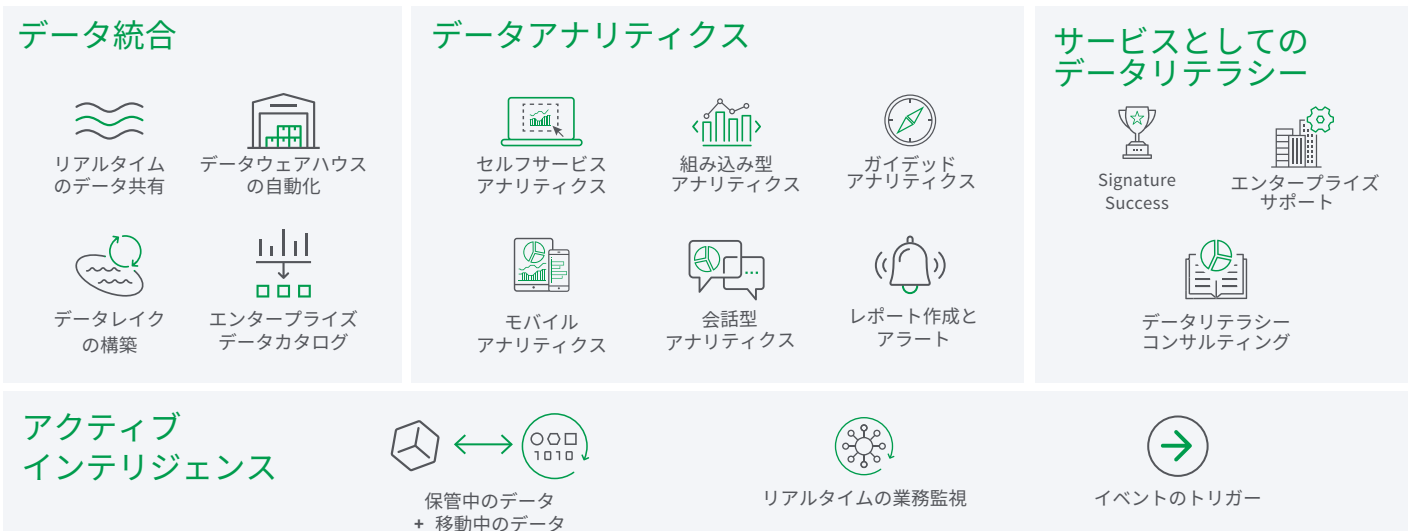 データ統合
リアルタイム
のデータ共有
データウェアハウス
の自動化
データレイク
の構築
エンタープライズ
データカタログ
データアナリティクス
セルフサービス
アナリティクス
組み込み型
アナリティクス
ガイデッド
アナリティクス
モバイル
アナリティクス
会話型
アナリティクス
レポート作成と
アラート
サービスとしての
データリテラシー
Signature
Success
エンタープライズ
サポート
データリテラシー
コンサルティング
アクティブ
インテリジェンス
1010
保管中のデータ
+ 移動中のデータ
リアルタイムの業務監視
イベントのトリガー